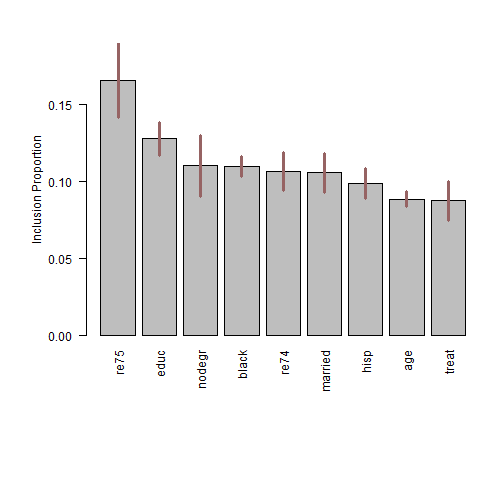 Inclusion Proportion
0.15
0.10
0.05
0.00
re75
educ
nodegr
black
re74
married
hisp
age
treat